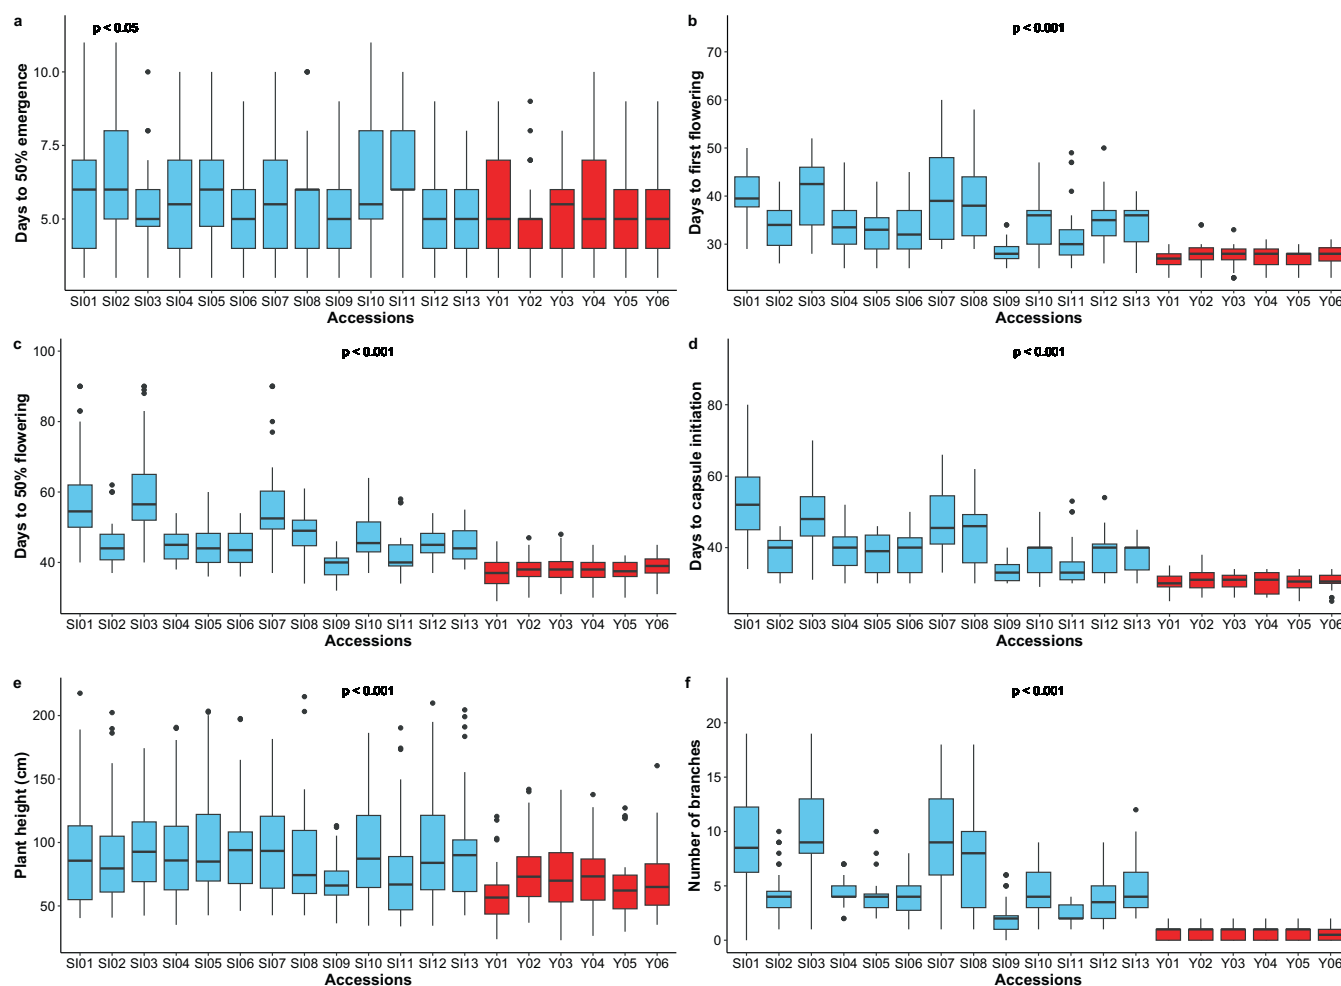 a
p < 0.05
Days to 50% emergence
10.0
7.5
5.0
SI01 SI02 SI03 SI04 SI05 SI06 SI07 SI08 SI09 SI10 SI11 SI12 SI13 Y01 Y02 Y03 Y04 Y05 Y06
Accessions
b
p < 0.001
Days to first flowering
70
60
50
40
30
SI01 SI02 SI03 SI04 SI05 SI06 SI07 SI08 SI09 SI10 SI11 SI12 SI13 Y01 Y02 Y03 Y04 Y05 Y06
Accessions
c
p < 0.001
Days to 50% flowering
100
80
60
40
SI01 SI02 SI03 SI04 SI05 SI06 SI07 SI08 SI09 SI10 SI11 SI12 SI13 Y01 Y02 Y03 Y04 Y05 Y06
Accessions
d
p < 0.001
Days to capsule initiation
80
60
40
SI01 SI02 SI03 SI04 SI05 SI06 SI07 SI08 SI09 SI10 SI11 SI12 SI13 Y01 Y02 Y03 Y04 Y05 Y06
Accessions
e
p < 0.001
Plant height (cm)
200
150
100
50
SI01 SI02 SI03 SI04 SI05 SI06 SI07 SI08 SI09 SI10 SI11 SI12 SI13 Y01 Y02 Y03 Y04 Y05 Y06
Accessions
f
p < 0.001
Number of branches
20
15
10
5
0
SI01 SI02 SI03 SI04 SI05 SI06 SI07 SI08 SI09 SI10 SI11 SI12 SI13 Y01 Y02 Y03 Y04 Y05 Y06
Accessions